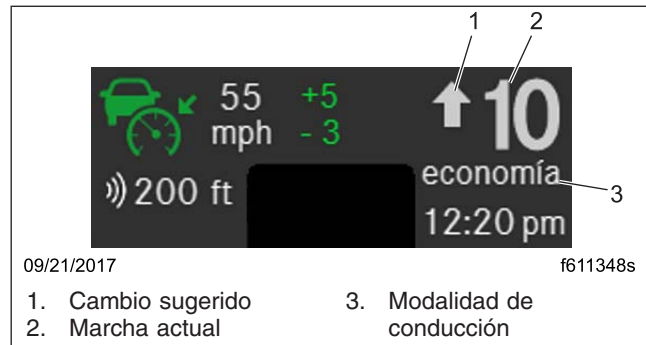 1 2
55 +5
mph - 3
10
200 ft
economía
3
12:20 pm
09/21/2017 f611348s
1. Cambio sugerido
2. Marcha actual
3. Modalidad de
conducción